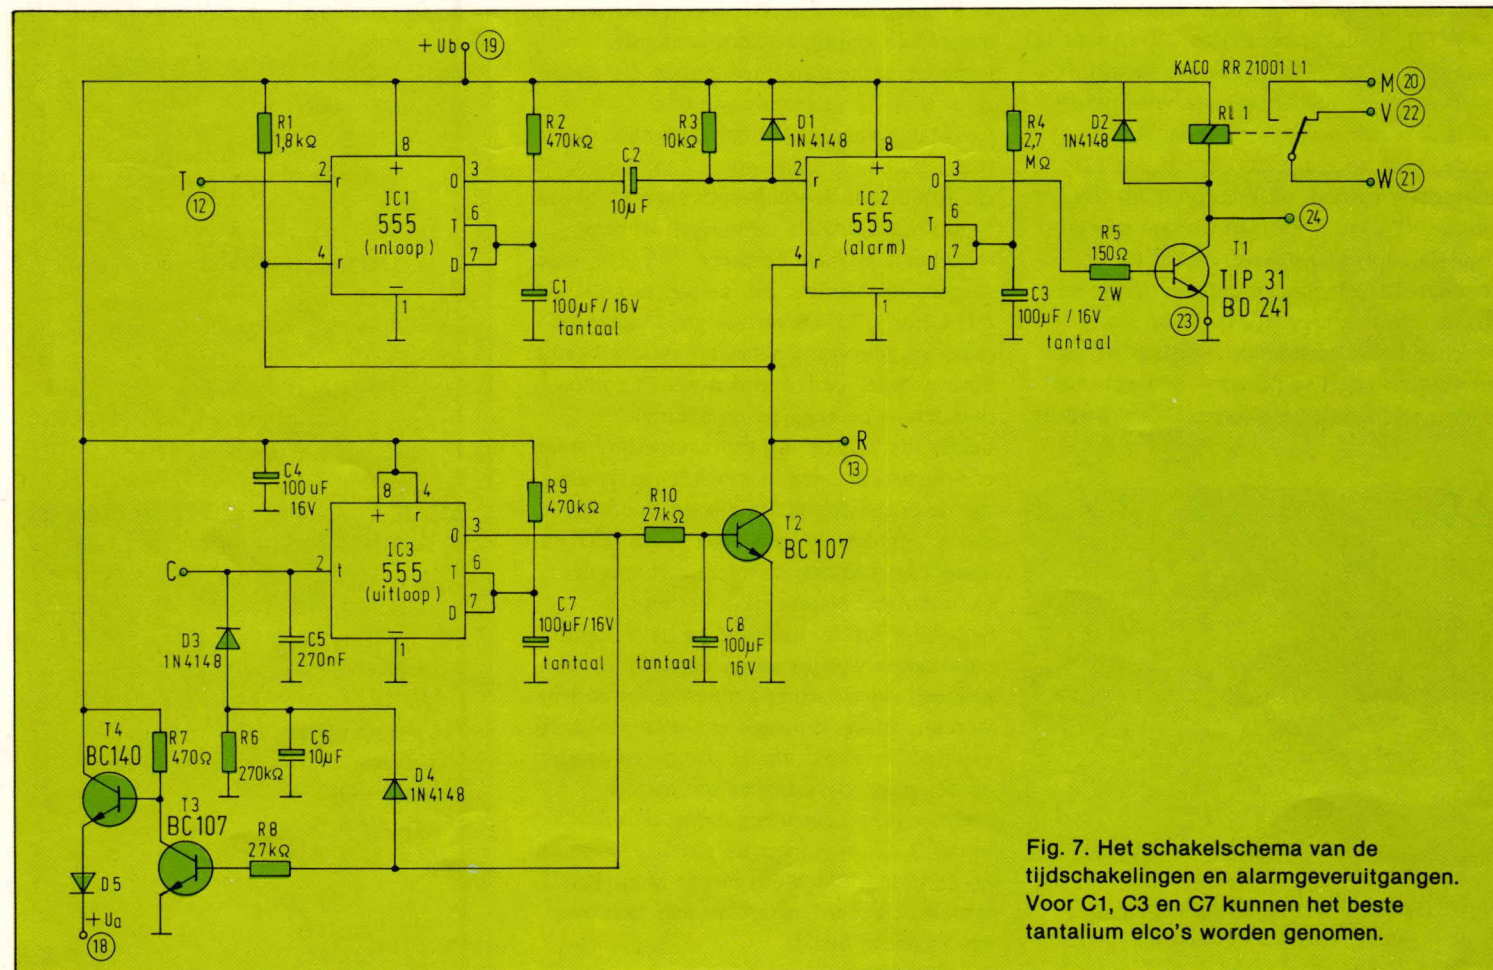 +Ub 19
KACO RR 21001 L1
M 20
V 22
W 21
R1
1,8kΩ
8
R2
470kΩ
R3
10kΩ
D1
1N4148
8
R4
2,7
MΩ
D2
1N4148
RL 1
T
12
2
r
+
0
3
IC1
555
(inloop)
T
6
D
7
4
r
–
1
C2
10µF
C1
100µF / 16V
tantaal
2
r
+
0
3
IC2
555
(alarm)
T
6
D
7
4
r
–
1
C3
100µF / 16V
tantaal
R5
150Ω
2W
24
T1
TIP 31
BD 241
23
R
13
C4
100uF
16V
8
4
+
r
0
3
IC3
555
(uitloop)
T
6
D
7
C
2
t
–
1
R9
470kΩ
R10
27kΩ
T2
BC107
D3
1N4148
C5
270nF
C7
100µF/16V
tantaal
C8
100µF
16V
tantaal
T4
BC140
R7
470Ω
R6
270kΩ
C6
10µF
D4
1N4148
T3
BC107
R8
27kΩ
D5
+Ua
18
Fig. 7. Het schakelschema van de
tijdschakelingen en alarmgeveruitgangen.
Voor C1, C3 en C7 kunnen het beste
tantalium elco's worden genomen.